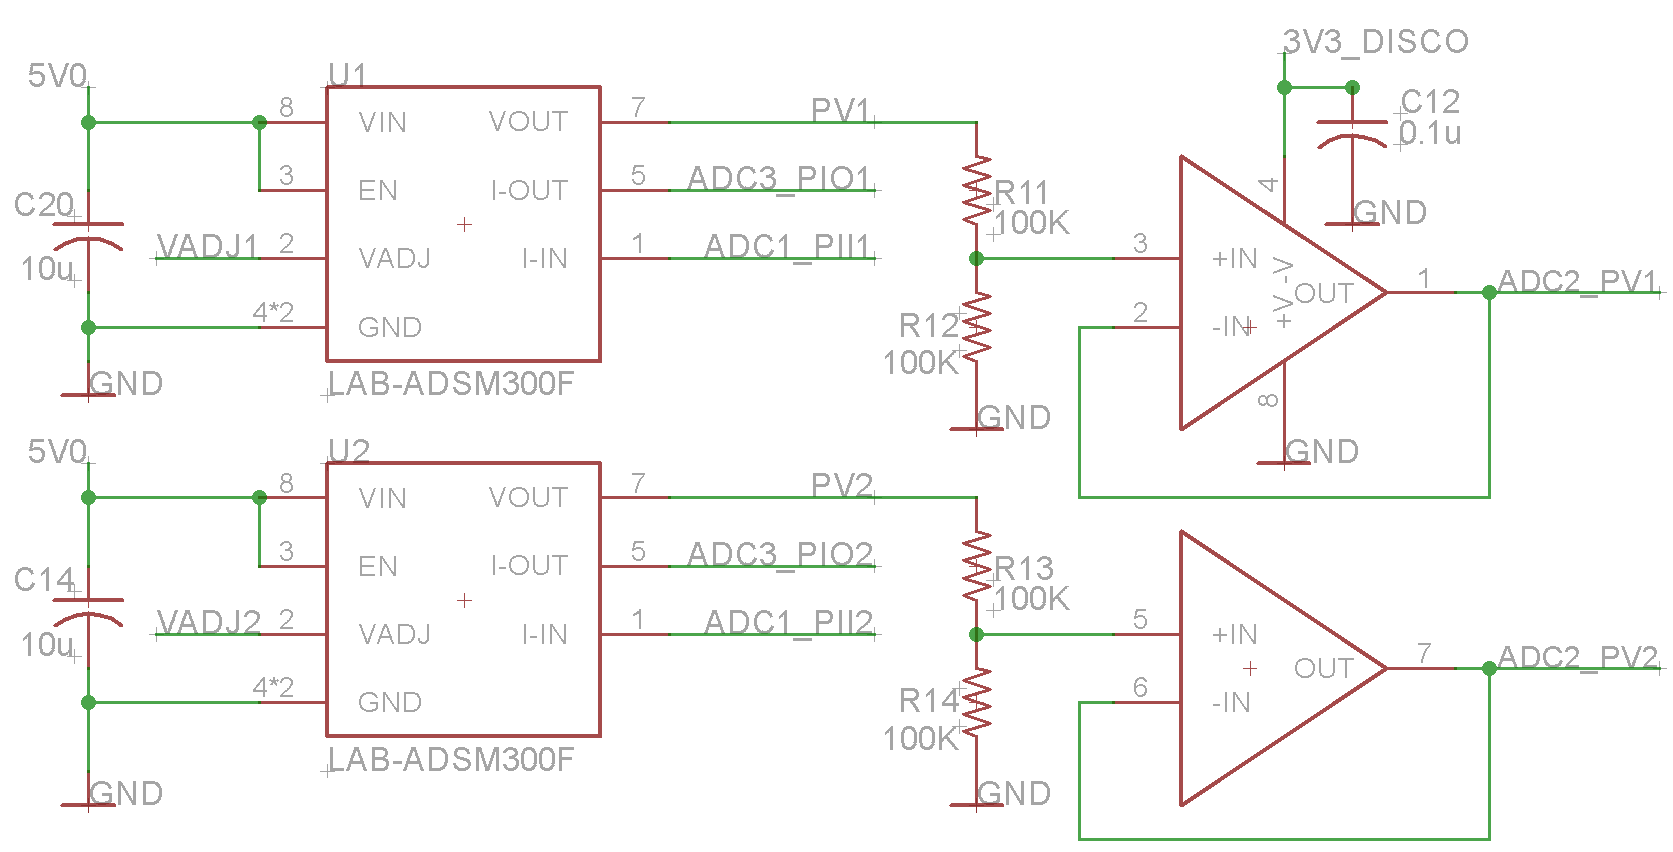 3V3_DISCO
5V0
U1
C12
0.1u
8
VIN
VOUT
7
PV1
3
EN
I-OUT
5
ADC3_PIO1
4
R11
100K
GND
C20
10u
VADJ1
2
VADJ
I-IN
1
ADC1_PII1
3
+IN
-V
+V
OUT
1
ADC2_PV1
4*2
GND
R12
100K
2
-IN
GND
LAB-ADSM300F
8
GND
GND
5V0
U2
8
VIN
VOUT
7
PV2
3
EN
I-OUT
5
ADC3_PIO2
C14
10u
R13
100K
VADJ2
2
VADJ
I-IN
1
ADC1_PII2
5
+IN
OUT
7
ADC2_PV2
4*2
GND
R14
100K
6
-IN
LAB-ADSM300F
GND
GND